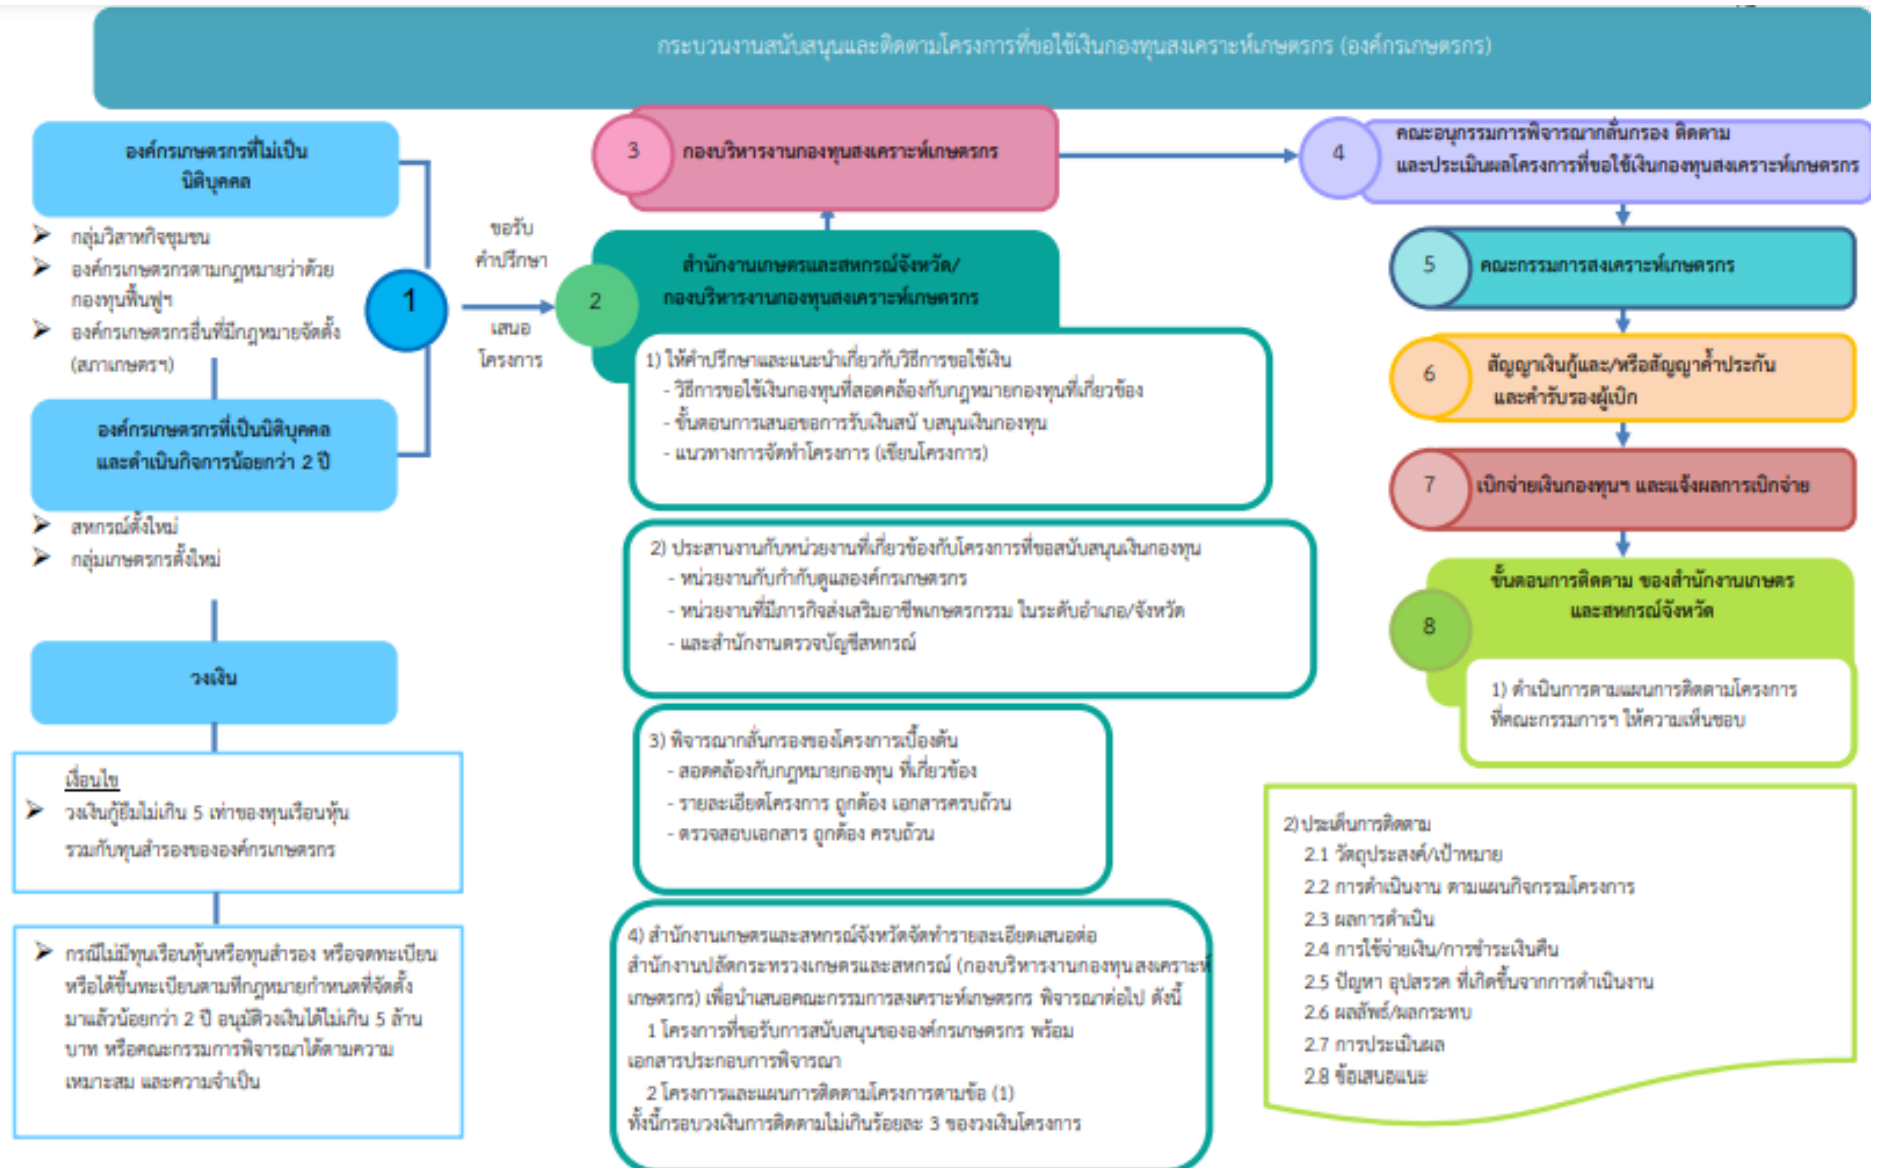 กระบวนงานสนับสนุนและติดตามโครงการที่ขอใช้เงินกองทุนสงเคราะห์เกษตรกร (องค์กรเกษตรกร)
องค์กรเกษตรกรที่ไม่เป็น
นิติบุคคล
➤ กลุ่มวิสาหกิจชุมชน
➤ องค์กรเกษตรกรตามกฎหมายว่าด้วย
กองทุนฟื้นฟูฯ
➤ องค์กรเกษตรกรอื่นที่มีกฎหมายจัดตั้ง
(สภาเกษตรฯ)
องค์กรเกษตรกรที่เป็นนิติบุคคล
และดำเนินกิจการน้อยกว่า 2 ปี
➤ สหกรณ์ตั้งใหม่
➤ กลุ่มเกษตรกรตั้งใหม่
วงเงิน
เงื่อนไข
➤ วงเงินกู้ยืมไม่เกิน 5 เท่าของทุนเรือนหุ้น
รวมกับทุนสำรองขององค์กรเกษตรกร
➤ กรณีไม่มีทุนเรือนหุ้นหรือทุนสำรอง หรือจดทะเบียน
หรือได้ขึ้นทะเบียนตามทีกฎหมายกำหนดที่จัดตั้ง
มาแล้วน้อยกว่า 2 ปี อนุมัติวงเงินได้ไม่เกิน 5 ล้าน
บาท หรือคณะกรรมการพิจารณาได้ตามความ
เหมาะสม และความจำเป็น
1
ขอรับ
คำปรึกษา
เสนอ
โครงการ
2
สำนักงานเกษตรและสหกรณ์จังหวัด/
กองบริหารงานกองทุนสงเคราะห์เกษตรกร
1) ให้คำปรึกษาและแนะนำเกี่ยวกับวิธีการขอใช้เงิน
- วิธีการขอใช้เงินกองทุนที่สอดคล้องกับกฎหมายกองทุนที่เกี่ยวข้อง
- ขั้นตอนการเสนอขอการรับเงินสนั บสนุนเงินกองทุน
- แนวทางการจัดทำโครงการ (เขียนโครงการ)
2) ประสานงานกับหน่วยงานที่เกี่ยวข้องกับโครงการที่ขอสนับสนุนเงินกองทุน
- หน่วยงานกับกำกับดูแลองค์กรเกษตรกร
- หน่วยงานที่มีภารกิจส่งเสริมอาชีพเกษตรกรรม ในระดับอำเภอ/จังหวัด
- และสำนักงานตรวจบัญชีสหกรณ์
3) พิจารณากลั่นกรองของโครงการเบื้องต้น
- สอดคล้องกับกฎหมายกองทุน ที่เกี่ยวข้อง
- รายละเอียดโครงการ ถูกต้อง เอกสารครบถ้วน
- ตรวจสอบเอกสาร ถูกต้อง ครบถ้วน
4) สำนักงานเกษตรและสหกรณ์จังหวัดจัดทำรายละเอียดเสนอต่อ
สำนักงานปลัดกระทรวงเกษตรและสหกรณ์ (กองบริหารงานกองทุนสงเคราะห์
เกษตรกร) เพื่อนำเสนอคณะกรรมการสงเคราะห์เกษตรกร พิจารณาต่อไป ดังนี้
1 โครงการที่ขอรับการสนับสนุนขององค์กรเกษตรกร พร้อม
เอกสารประกอบการพิจารณา
2 โครงการและแผนการติดตามโครงการตามข้อ (1)
ทั้งนี้กรอบวงเงินการติดตามไม่เกินร้อยละ 3 ของวงเงินโครงการ
3
กองบริหารงานกองทุนสงเคราะห์เกษตรกร
4
คณะอนุกรรมการพิจารณากลั่นกรอง ติดตาม
และประเมินผลโครงการที่ขอใช้เงินกองทุนสงเคราะห์เกษตรกร
5
คณะกรรมการสงเคราะห์เกษตรกร
6
สัญญาเงินกู้และ/หรือสัญญาค้ำประกัน
และคำรับรองผู้เบิก
7
เบิกจ่ายเงินกองทุนฯ และแจ้งผลการเบิกจ่าย
8
ขั้นตอนการติดตาม ของสำนักงานเกษตร
และสหกรณ์จังหวัด
1) ดำเนินการตามแผนการติดตามโครงการ
ที่คณะกรรมการฯ ให้ความเห็นชอบ
2) ประเด็นการติดตาม
2.1 วัตถุประสงค์/เป้าหมาย
2.2 การดำเนินงาน ตามแผนกิจกรรมโครงการ
2.3 ผลการดำเนิน
2.4 การใช้จ่ายเงิน/การชำระเงินคืน
2.5 ปัญหา อุปสรรค ที่เกิดขึ้นจากการดำเนินงาน
2.6 ผลลัพธ์/ผลกระทบ
2.7 การประเมินผล
2.8 ข้อเสนอแนะ